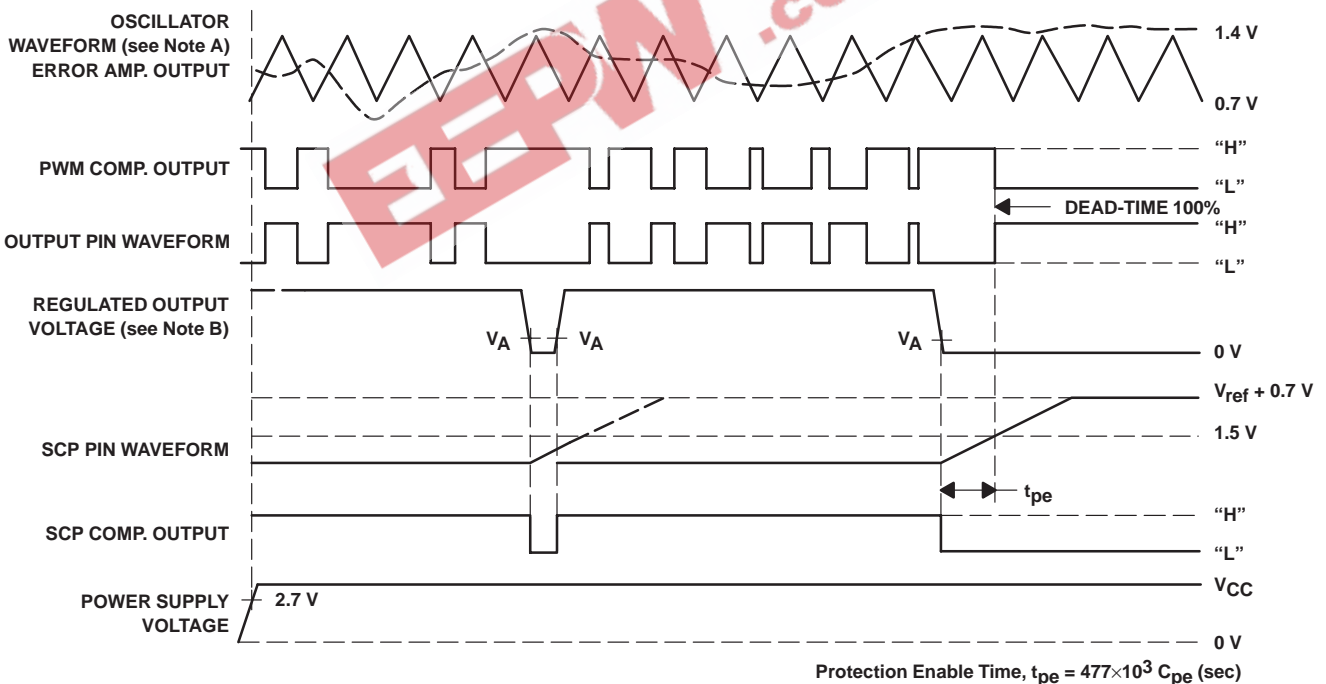 OSCILLATOR
WAVEFORM (see Note A)
ERROR AMP. OUTPUT
1.4 V
0.7 V
EEPW
.co
PWM COMP. OUTPUT
“H”
“L”
DEAD-TIME 100%
OUTPUT PIN WAVEFORM
“H”
“L”
REGULATED OUTPUT
VOLTAGE (see Note B)
VA VA VA
0 V
Vref + 0.7 V
1.5 V
SCP PIN WAVEFORM
tpe
SCP COMP. OUTPUT
“H”
“L”
POWER SUPPLY
VOLTAGE
2.7 V
VCC
0 V
Protection Enable Time, tpe = 477×10³ Cpe (sec)